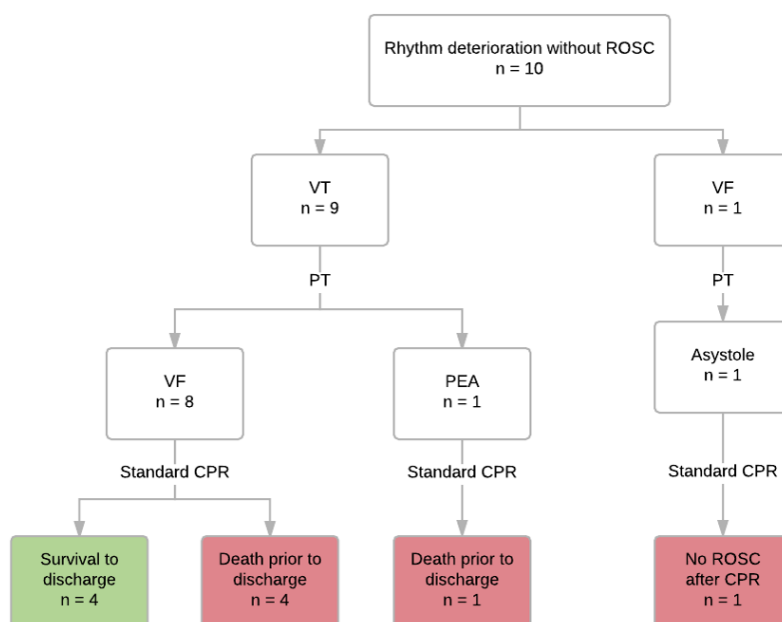 Rhythm deterioration without ROSC
n = 10
VT
n = 9
VF
n = 1
PT
PT
VF
n = 8
PEA
n = 1
Asystole
n = 1
Standard CPR
Standard CPR
Standard CPR
Survival to
discharge
n = 4
Death prior to
discharge
n = 4
Death prior to
discharge
n = 1
No ROSC
after CPR
n = 1